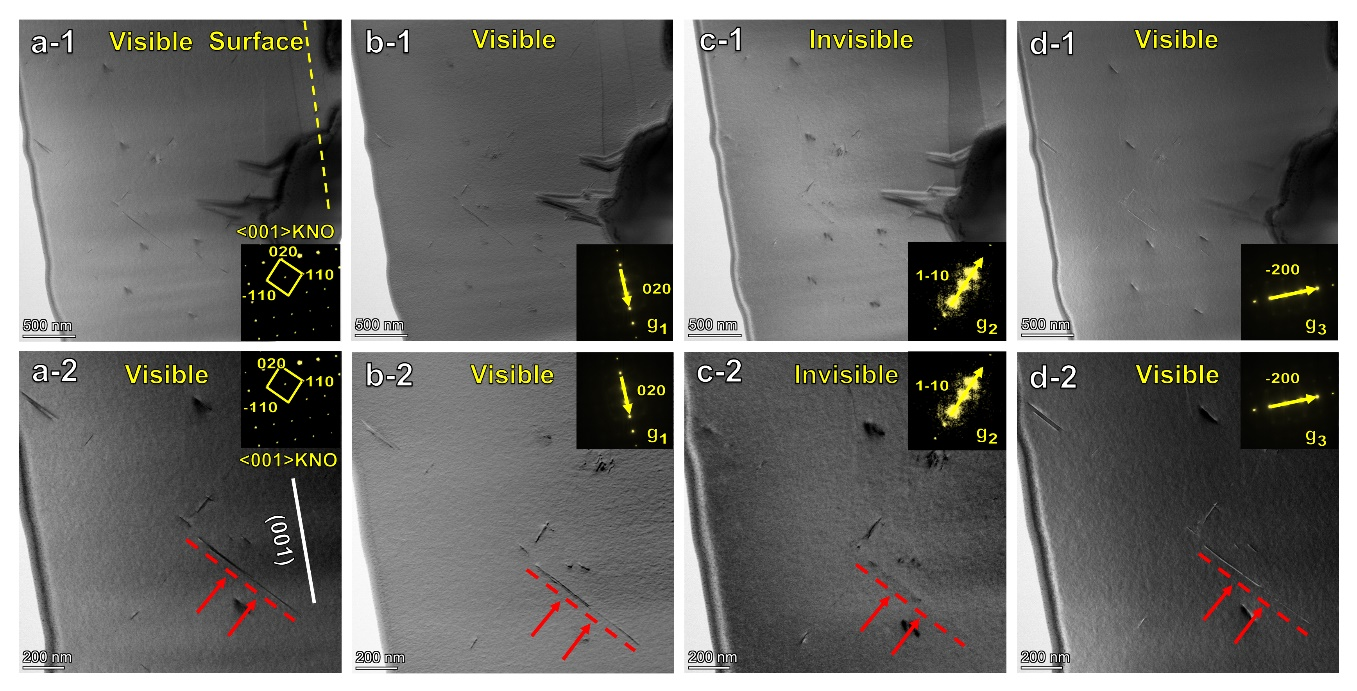 a-1 Visible Surface
<001>KNO
020
110
-110
500 nm
b-1 Visible
020
g1
500 nm
c-1 Invisible
1-10
g2
500 nm
d-1 Visible
-200
g3
500 nm
a-2 Visible
020
110
-110
<001>KNO
(001)
200 nm
b-2 Visible
020
g1
200 nm
c-2 Invisible
1-10
g2
200 nm
d-2 Visible
-200
g3
200 nm